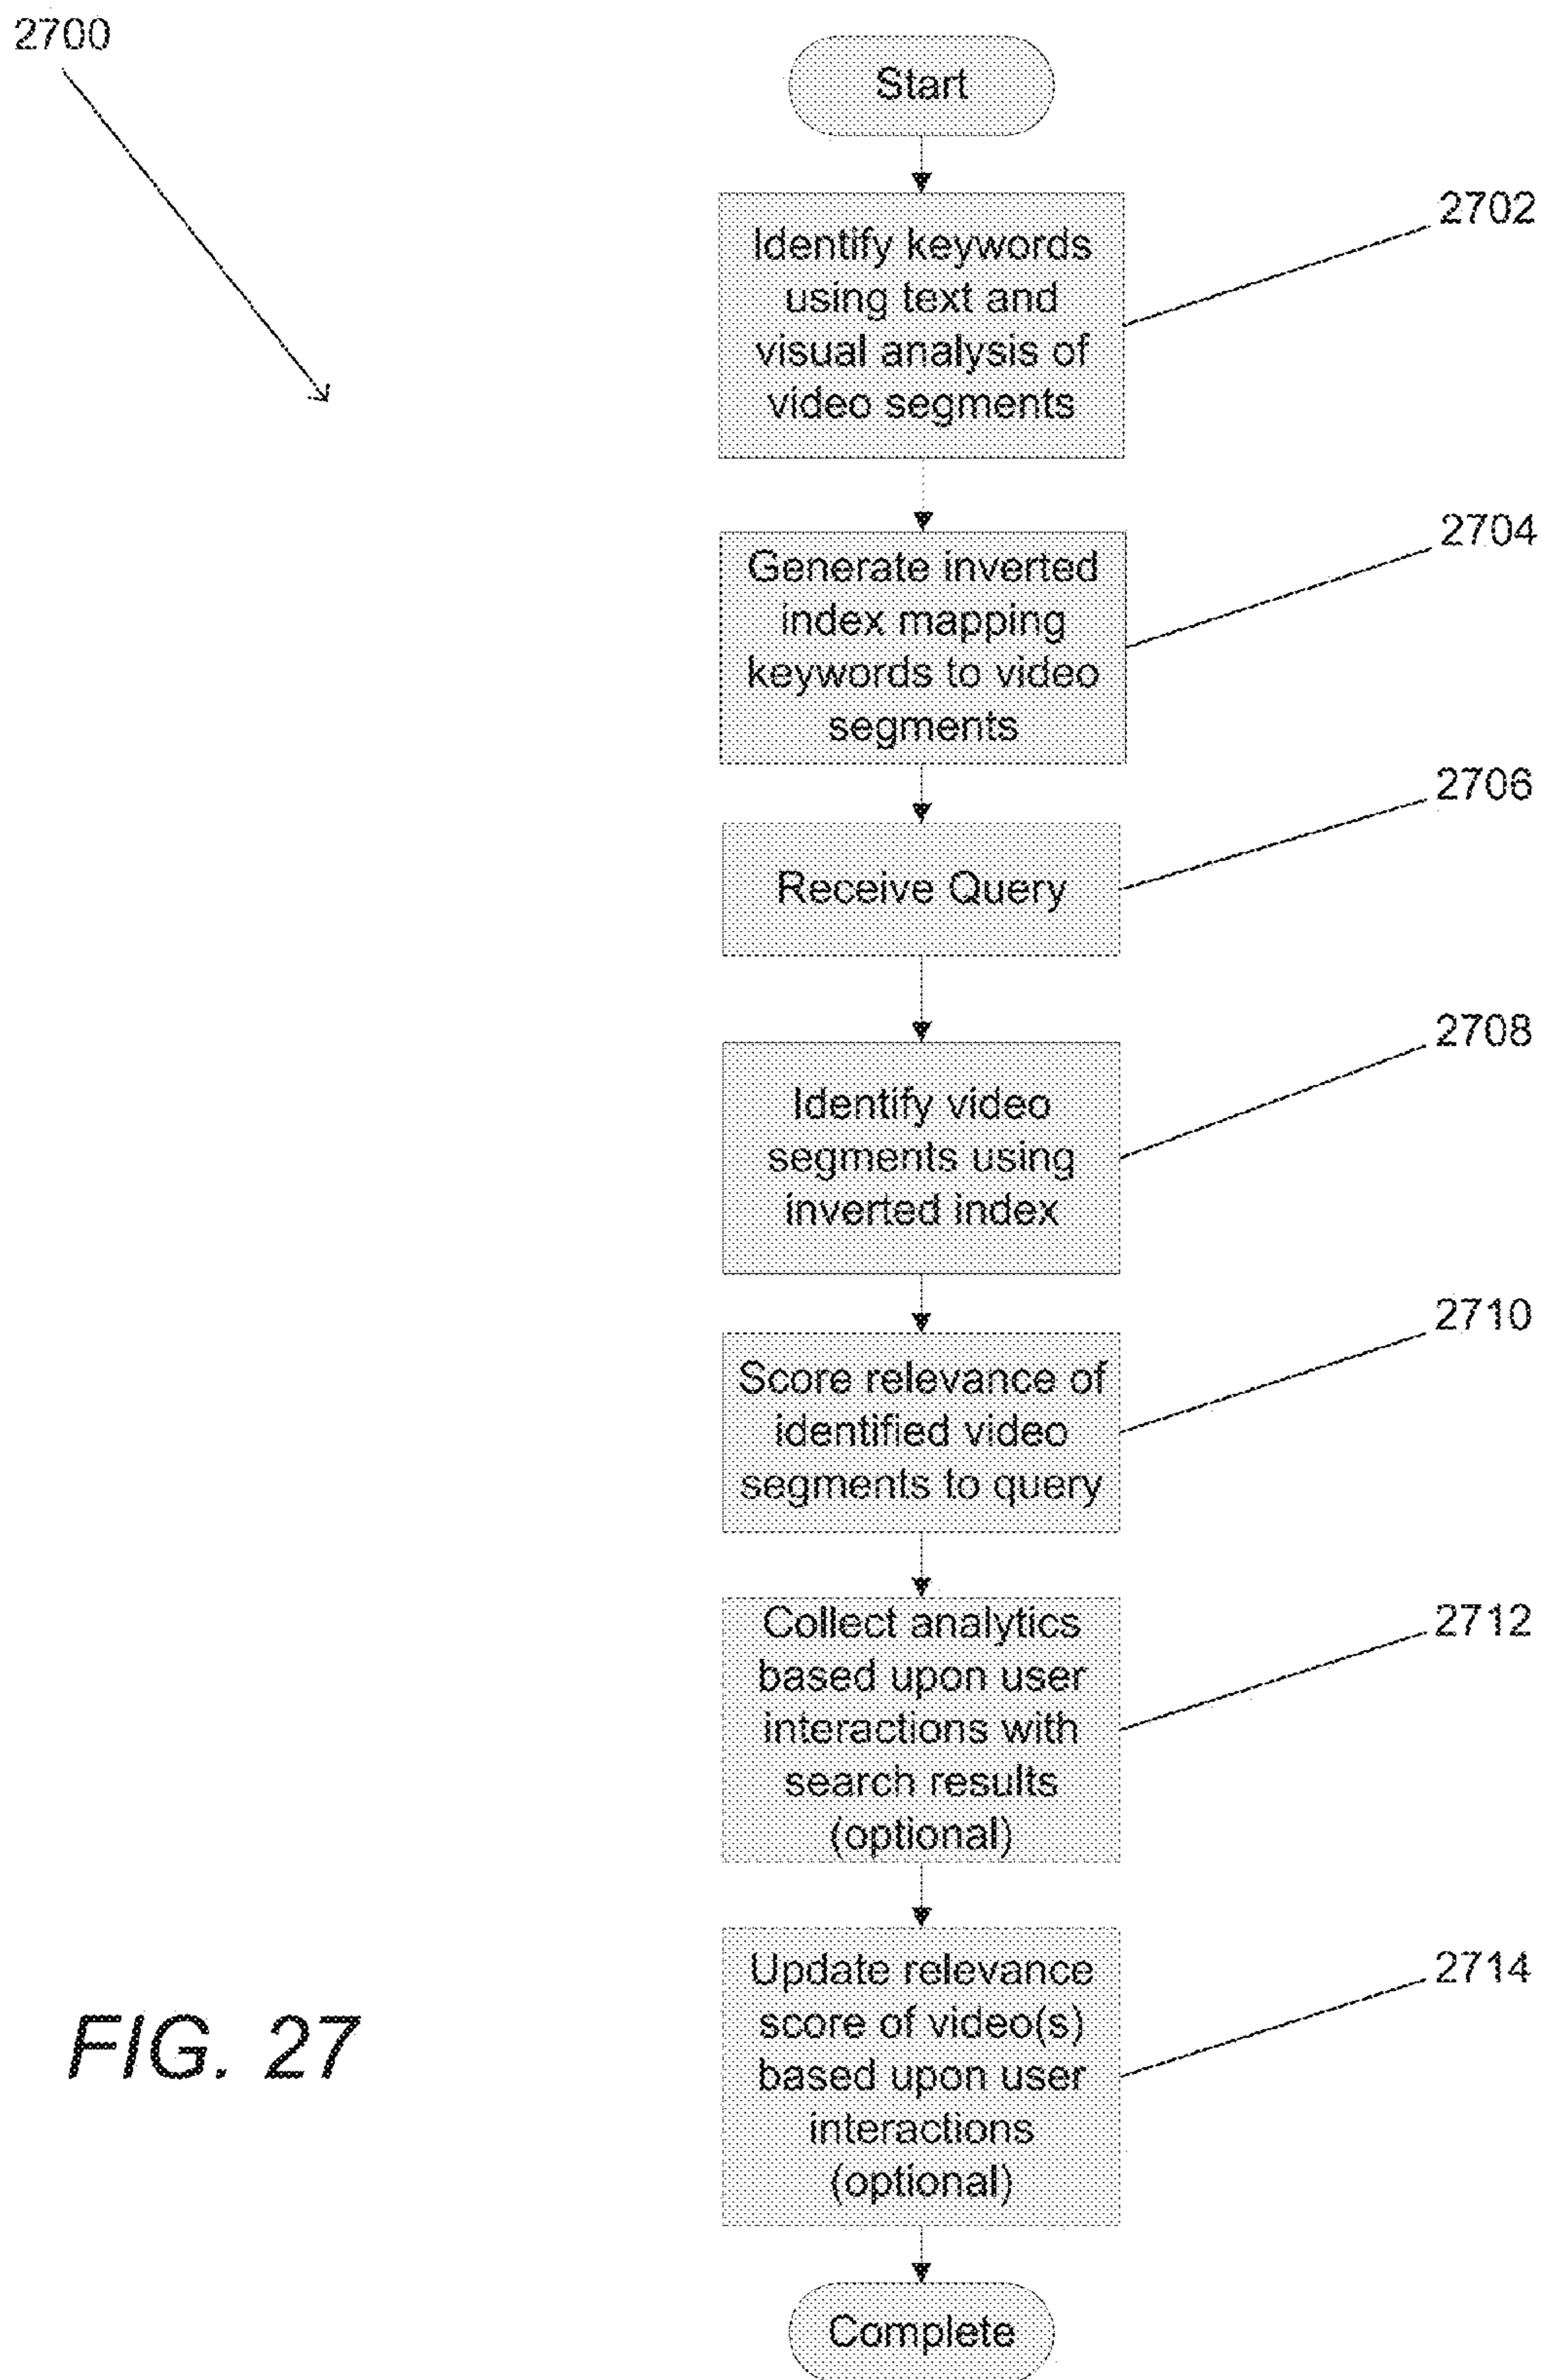 2700
Start
2702
Identify keywords
using text and
visual analysis of
video segments
2704
Generate inverted
index mapping
keywords to video
segments
2706
Receive Query
2708
Identify video
segments using
inverted index
2710
Score relevance of
identified video
segments to query
2712
Collect analytics
based upon user
interactions with
search results
(optional)
2714
Update relevance
score of video(s)
based upon user
interactions
(optional)
FIG. 27
Complete